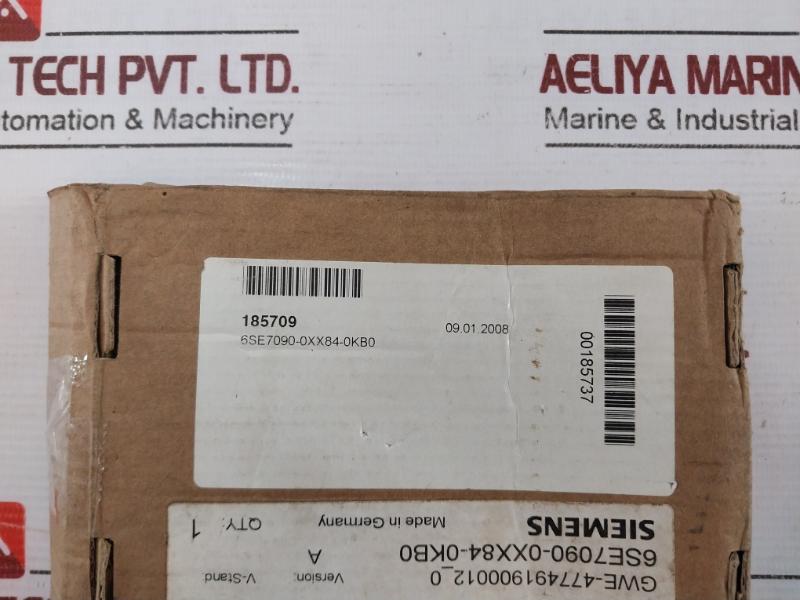 TECH PVT. LTD.
tomation & Machinery
AELIYA MARIN
Marine & Industrial
185709
6SE7090-0XX84-0KB0
09.01.2008
00185737
SIEMENS
Made in Germany
QTY: 1
6SE7090-0XX84-0KB0
GWE-477491900012_0
Version: A
V-Stand